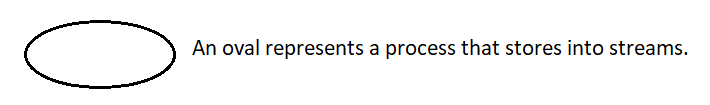 An oval represents a process that stores into streams.